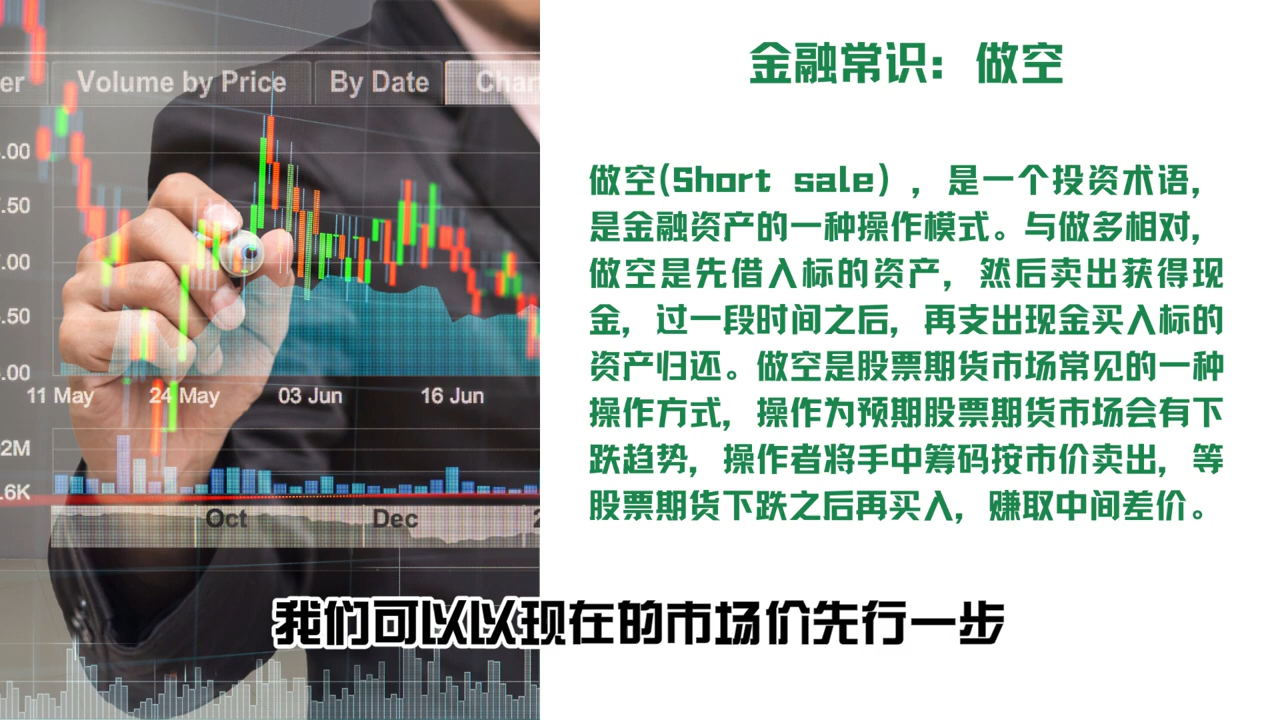 er
Volume by Price
By Date
Char
.00
7.50
7.00
.50
.00
11 May
24 May
03 Jun
16 Jun
2M
.6K
Oct
Dec
2
金融常识：做空
做空(Short sale），是一个投资术语，
是金融资产的一种操作模式。与做多相对，
做空是先借入标的资产，然后卖出获得现
金，过一段时间之后，再支出现金买入标的
资产归还。做空是股票期货市场常见的一种
操作方式，操作为预期股票期货市场会有下
跌趋势，操作者将手中筹码按市价卖出，等
股票期货下跌之后再买入，赚取中间差价。
我们可以以现在的市场价先行一步